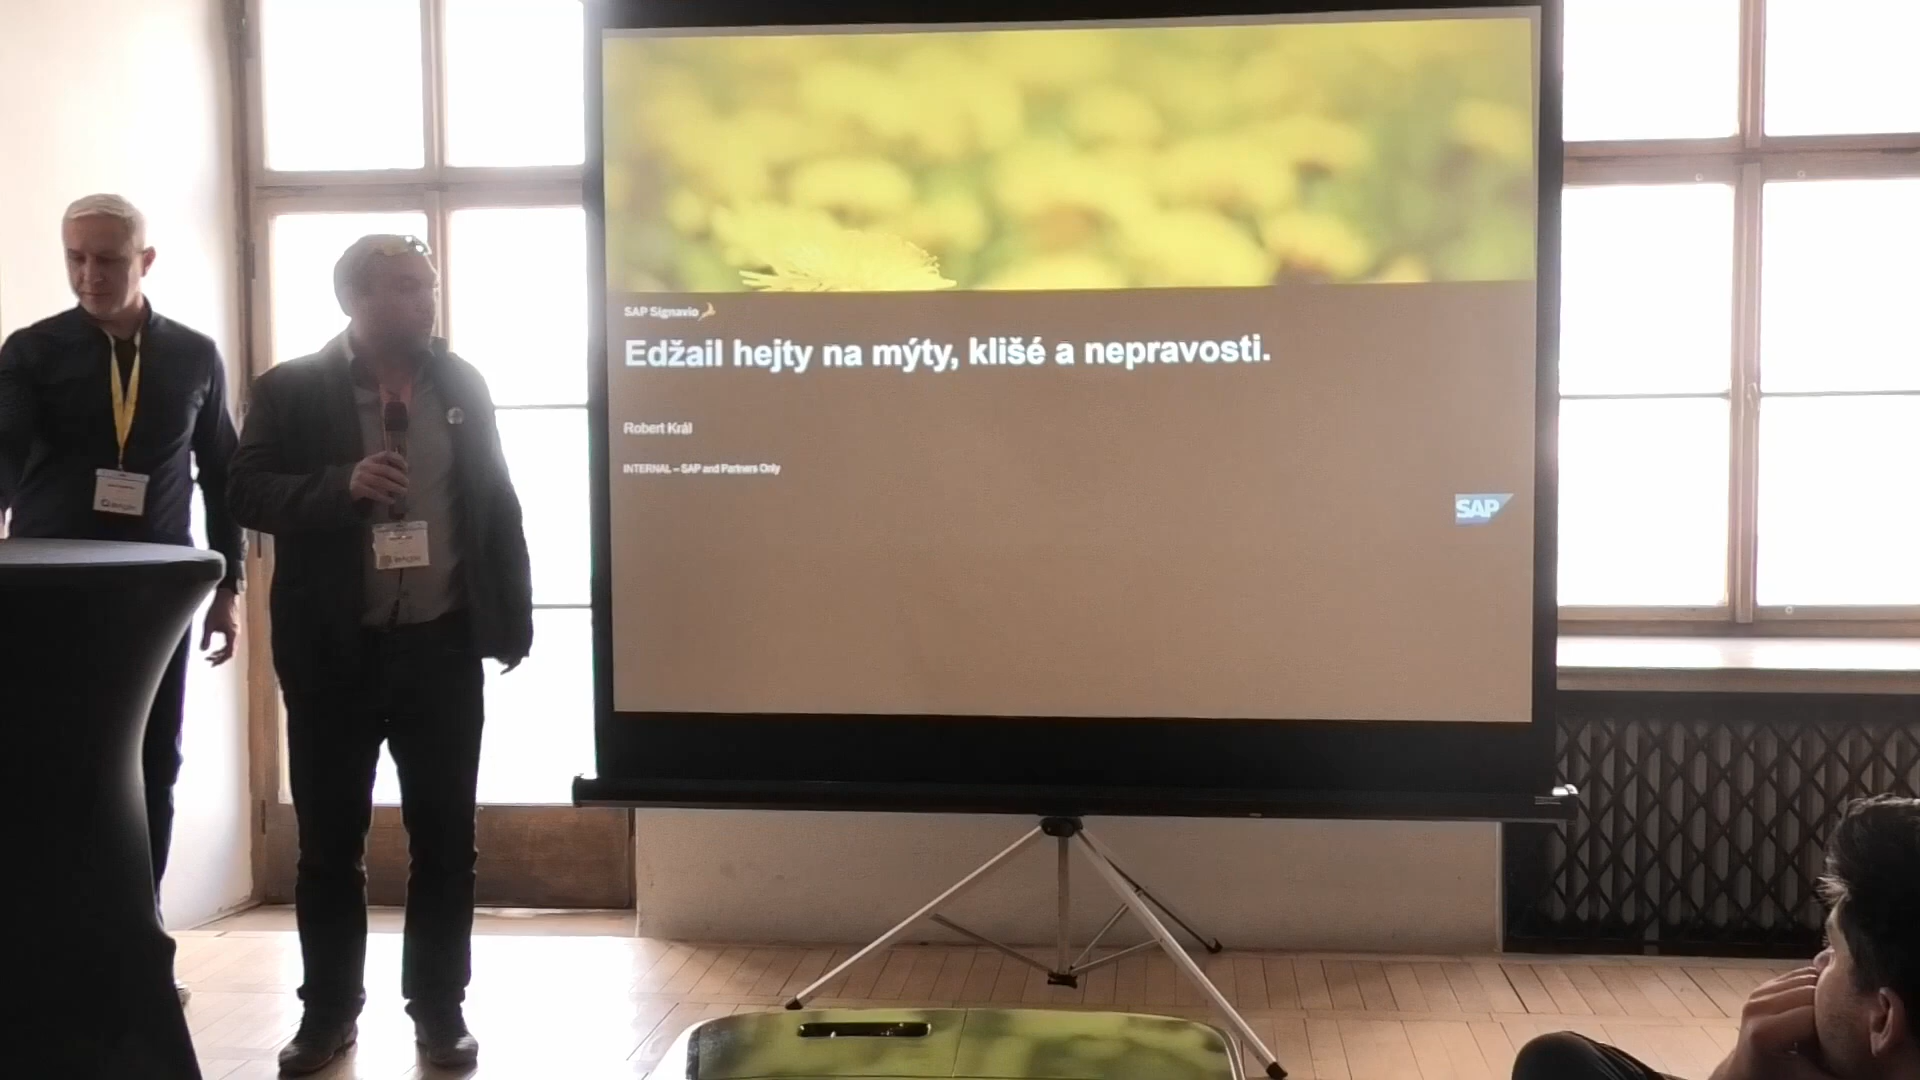 SAP Signavio
Edžail hejty na mýty, klišé a nepravosti.
Robert Král
INTERNAL – SAP and Partners Only
SAP